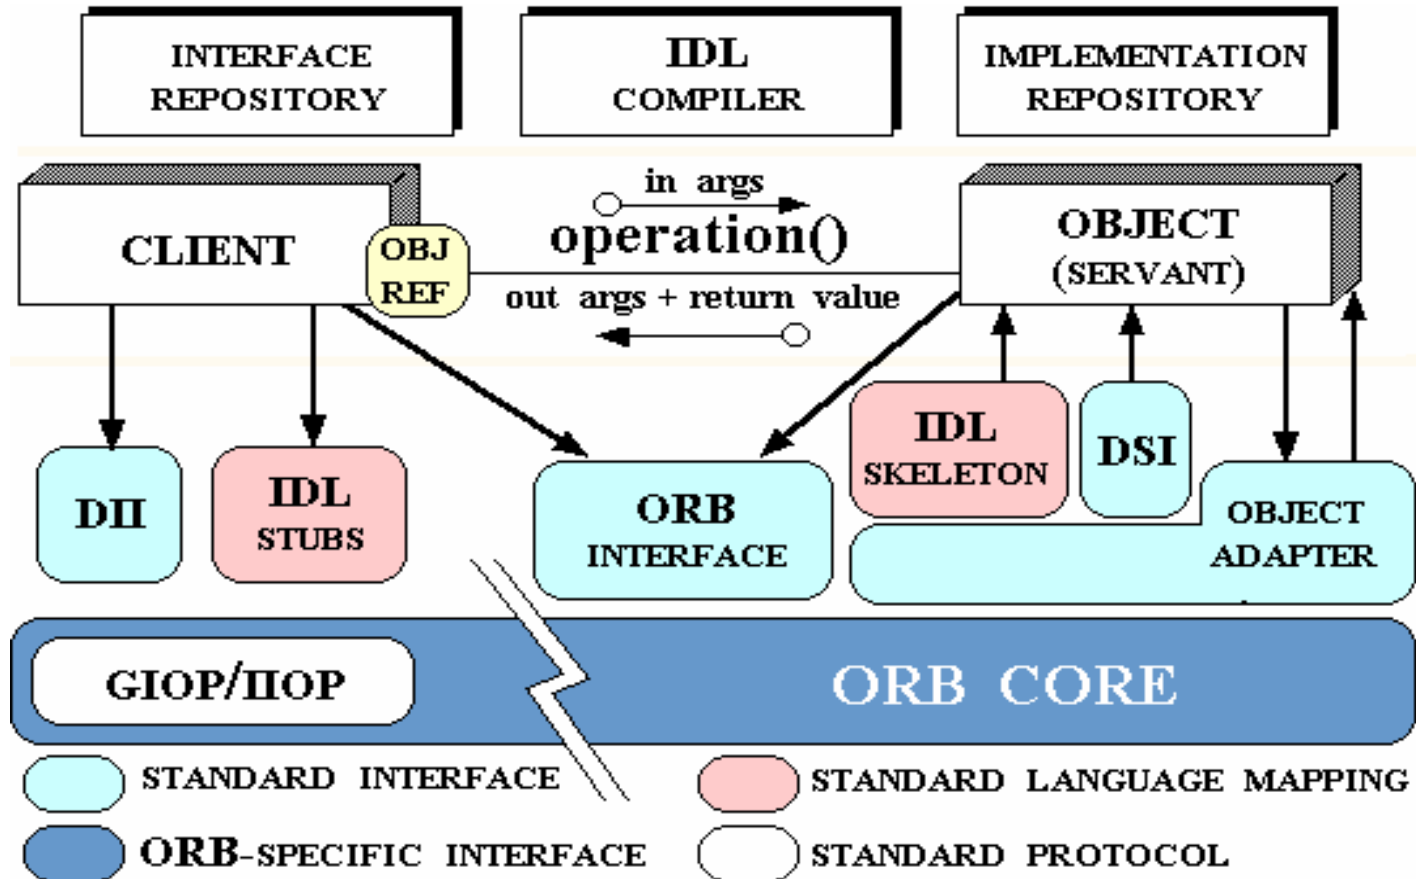 INTERFACE
REPOSITORY
IDL
COMPILER
IMPLEMENTATION
REPOSITORY
CLIENT
OBJ
REF
in args
operation()
out args + return value
OBJECT
(SERVANT)
DII
IDL
STUBS
ORB
INTERFACE
IDL
SKELETON
DSI
OBJECT
ADAPTER
GIOP/IIOP
ORB CORE
STANDARD INTERFACE
STANDARD LANGUAGE MAPPING
ORB-SPECIFIC INTERFACE
STANDARD PROTOCOL